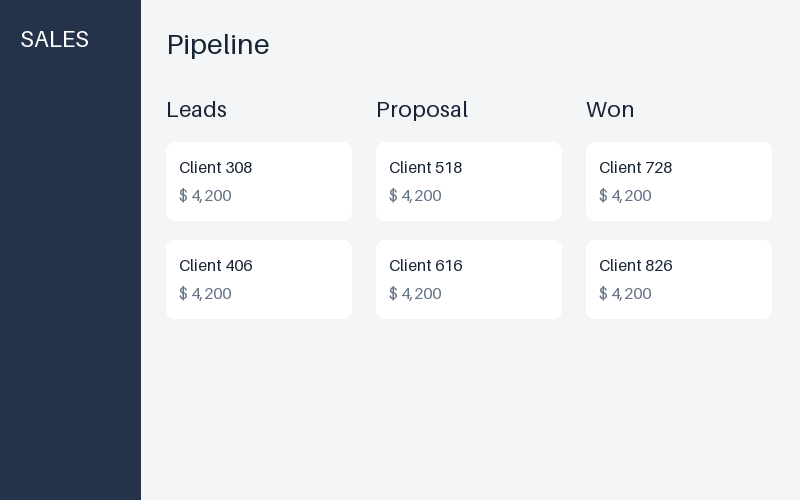 SALES
Pipeline
Leads
Client 308
$ 4,200
Client 406
$ 4,200
Proposal
Client 518
$ 4,200
Client 616
$ 4,200
Won
Client 728
$ 4,200
Client 826
$ 4,200